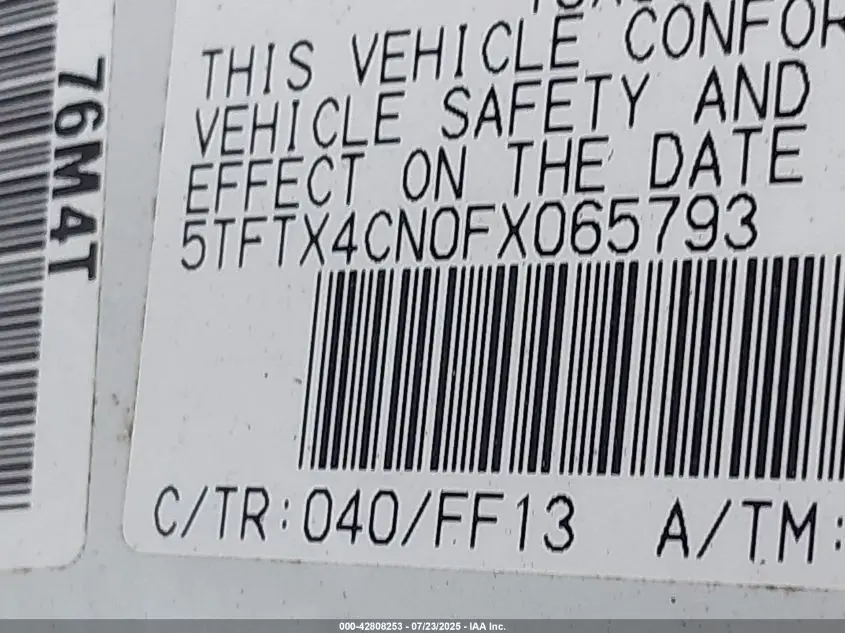 THIS VEHICLE CONFOR
VEHICLE SAFETY AND
EFFECT ON THE DATE
5TFTX4CN0FX065793
C/TR:040/FF13 A/TM:
76M4T
000-42808253 - 07/23/2025 - IAA Inc.